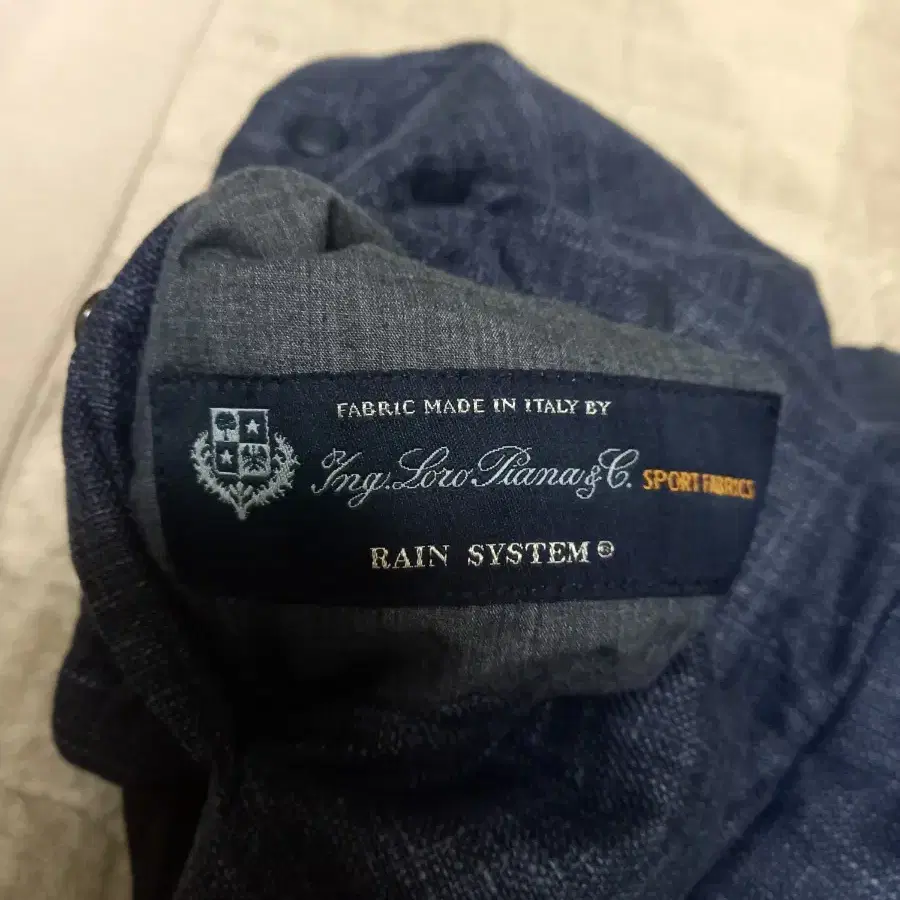 FABRIC MADE IN ITALY BY
Ing. Loro Piana & C. SPORT FABRICS
RAIN SYSTEM ®